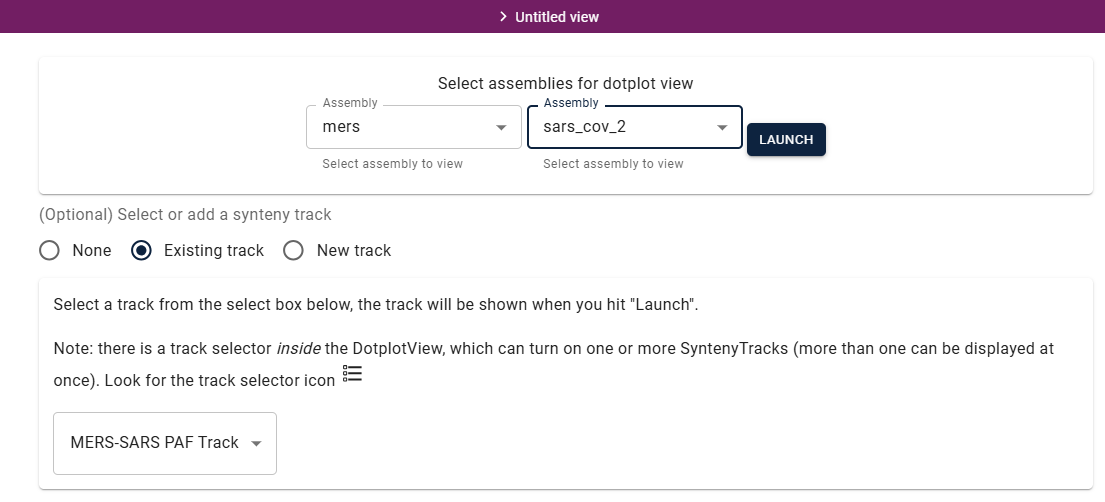 Untitled view
Select assemblies for dotplot view
Assembly Assembly
mers sars_cov_2
LAUNCH
Select assembly to view Select assembly to view
(Optional) Select or add a synteny track
None Existing track New track
Select a track from the select box below, the track will be shown when you hit "Launch".
Note: there is a track selector inside the DotplotView, which can turn on one or more SyntenyTracks (more than one can be displayed at
once). Look for the track selector icon
MERS-SARS PAF Track